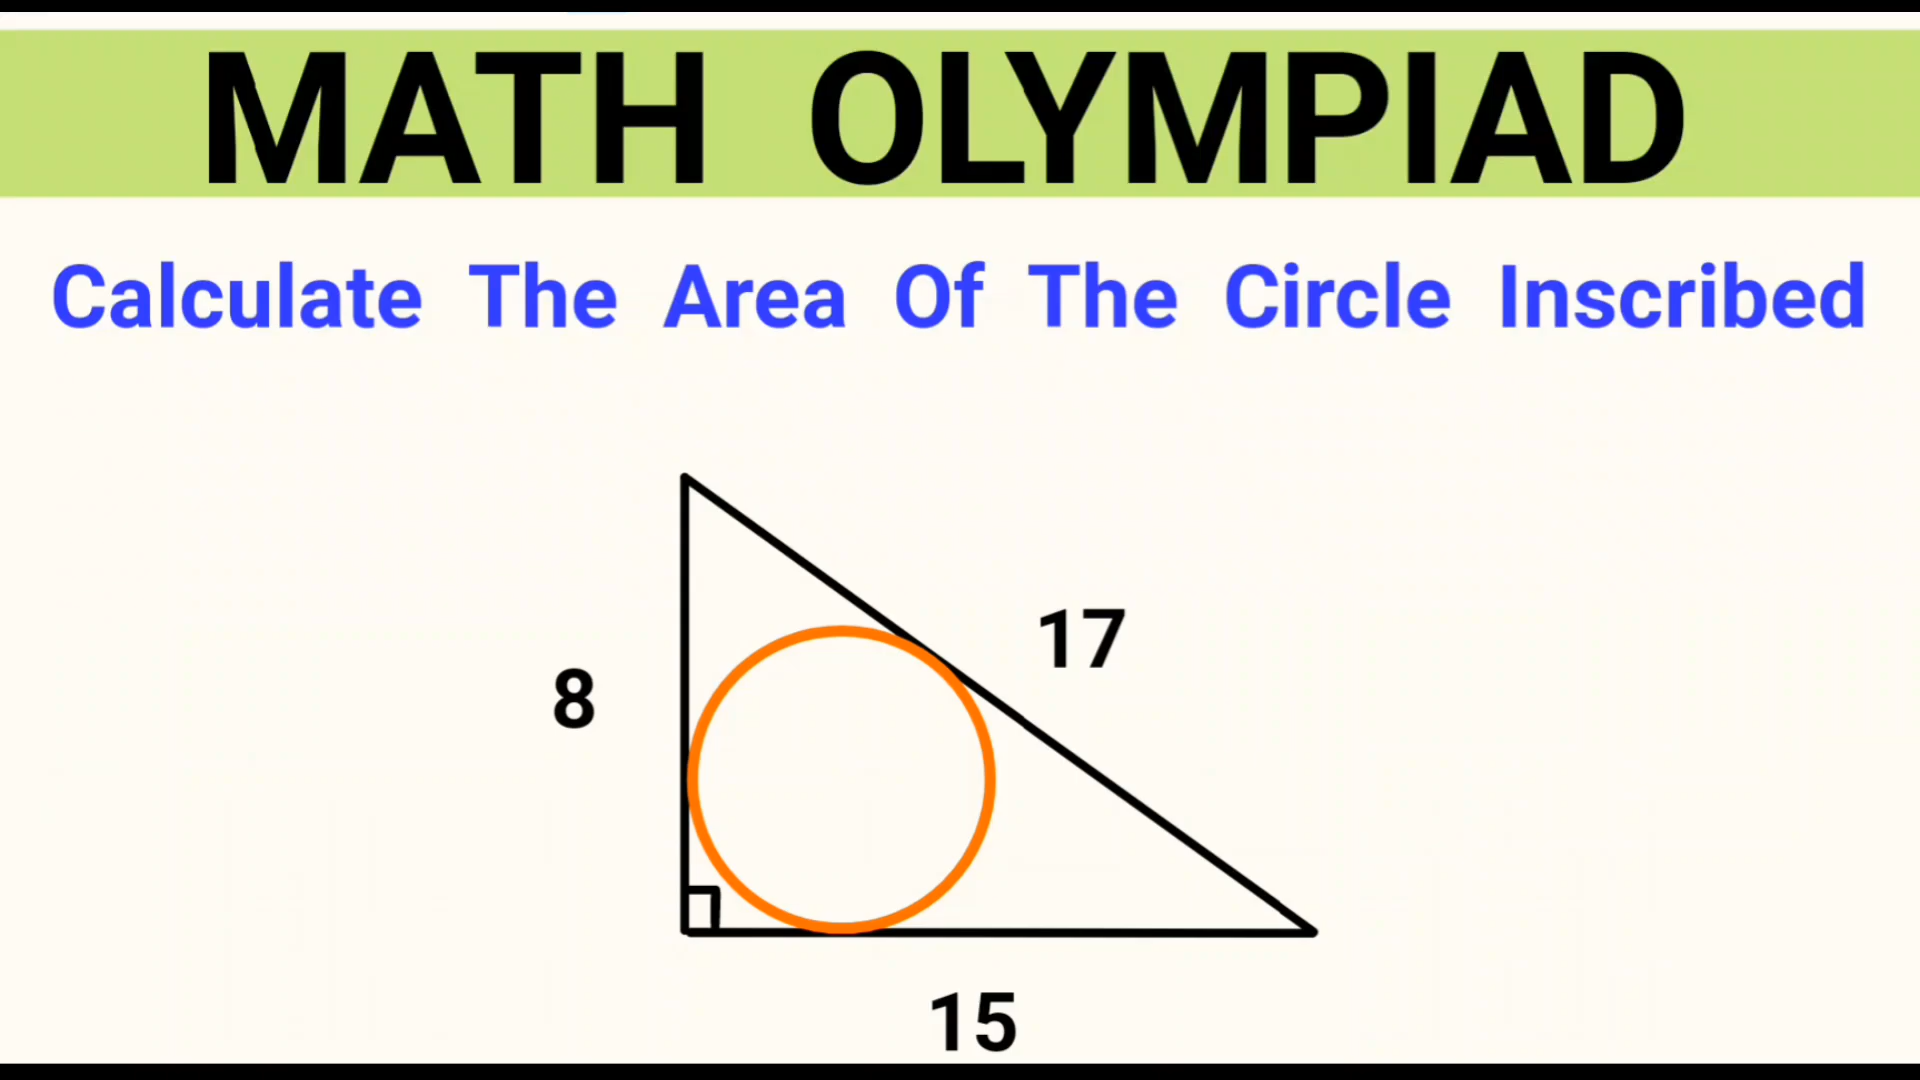 MATH OLYMPIAD
Calculate The Area Of The Circle Inscribed
17
8
15